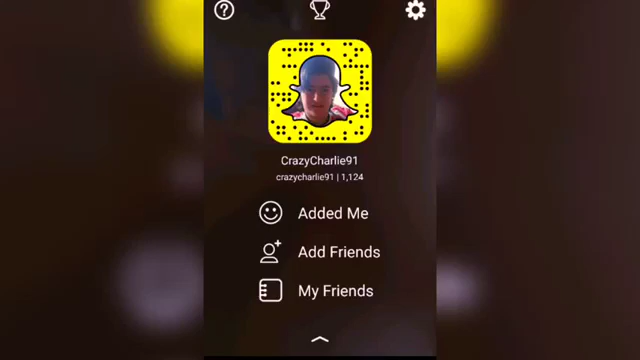 CrazyCharlie91
crazycharlie91 | 1,124
Added Me
Add Friends
My Friends